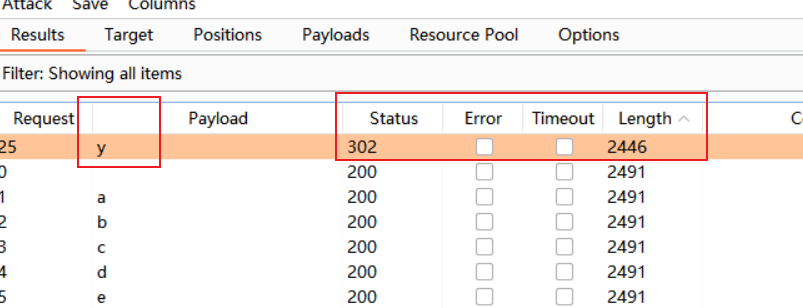 Attack Save Columns
Results Target Positions Payloads Resource Pool Options
Filter: Showing all items
Request Payload Status Error Timeout Length
25 y 302 2446
0 200 2491
1 a 200 2491
2 b 200 2491
3 c 200 2491
4 d 200 2491
5 e 200 2491